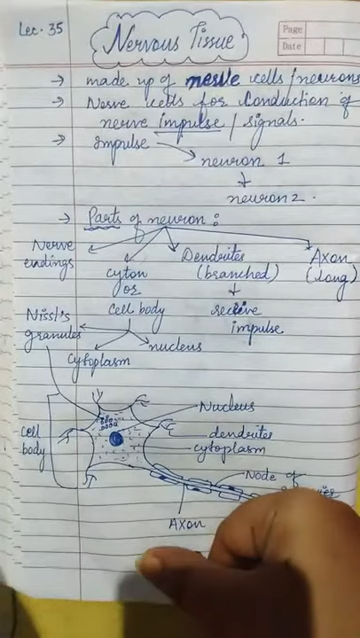 Lec. 35
Nervous Tissue
Page
Date
→ made up of nerve cells / neurons
→ Nerve cells for Conduction of
nerve impulse / signals.
→ Impulse → neuron 1
↓
neuron 2.
→ Parts of neuron :
Nerve endings
cyton or cell body
Dendrites (branched)
↓
receive impulse
Axon (long)
Nissl's granules
Cytoplasm
nucleus
Cell body
Nucleus
dendrites
cytoplasm
Node of
Axon